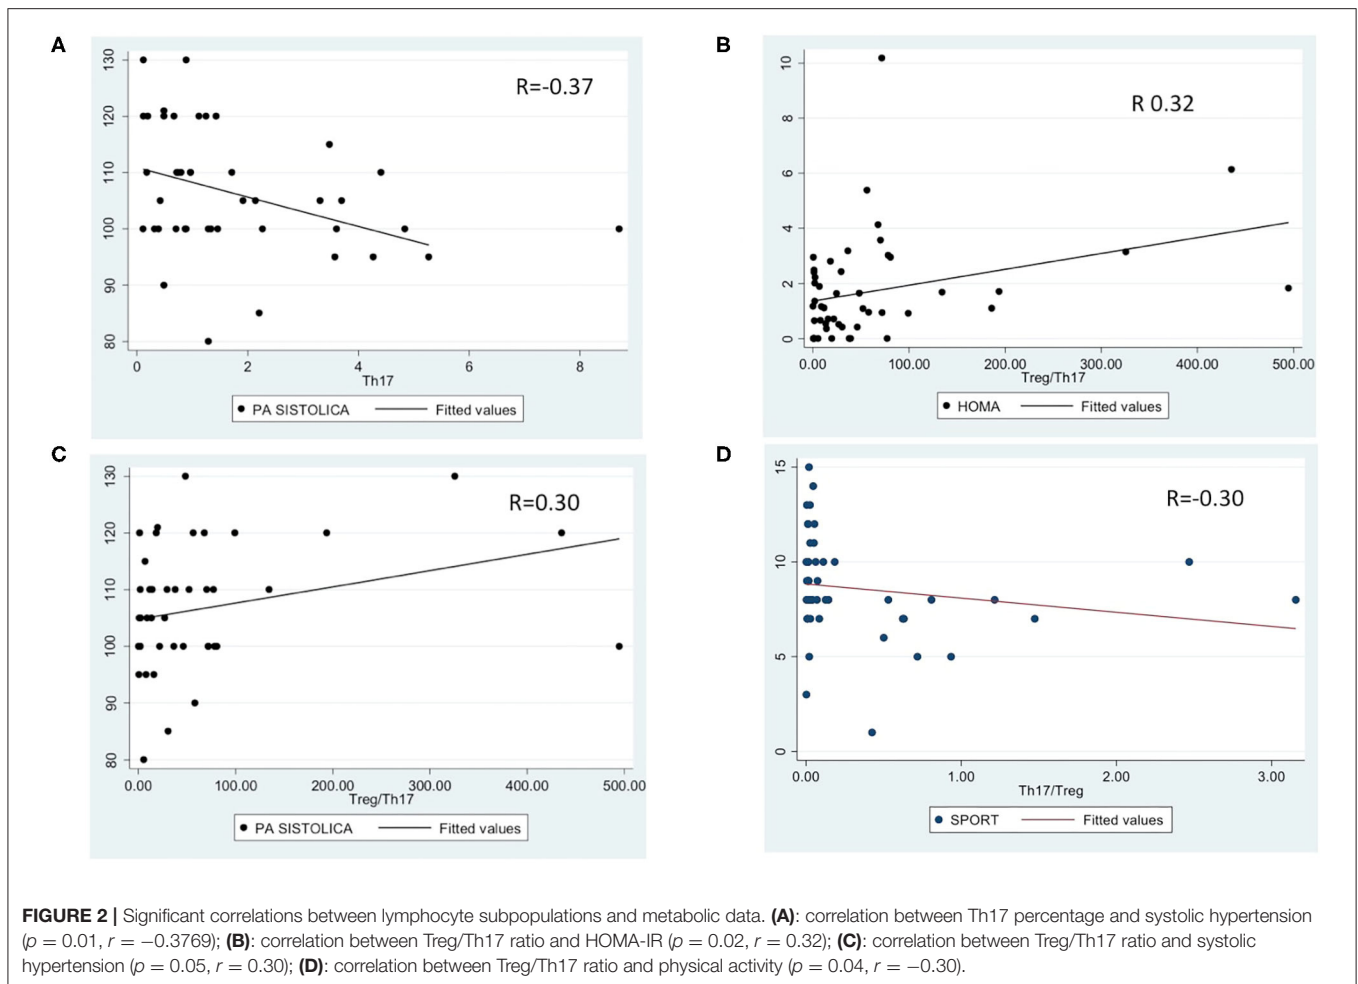 A
R=-0.37
130
120
110
100
90
80
0 2 4 6 8
Th17
PA SISTOLICA Fitted values
B
R 0.32
10
8
6
4
2
0
0.00 100.00 200.00 300.00 400.00 500.00
Treg/Th17
HOMA Fitted values
C
R=0.30
130
120
110
100
90
80
0.00 100.00 200.00 300.00 400.00 500.00
Treg/Th17
PA SISTOLICA Fitted values
D
R=-0.30
15
10
5
0
0.00 1.00 2.00 3.00
Th17/Treg
SPORT Fitted values
FIGURE 2 | Significant correlations between lymphocyte subpopulations and metabolic data. (A): correlation between Th17 percentage and systolic hypertension
(p = 0.01, r = −0.3769); (B): correlation between Treg/Th17 ratio and HOMA-IR (p = 0.02, r = 0.32); (C): correlation between Treg/Th17 ratio and systolic
hypertension (p = 0.05, r = 0.30); (D): correlation between Treg/Th17 ratio and physical activity (p = 0.04, r = −0.30).